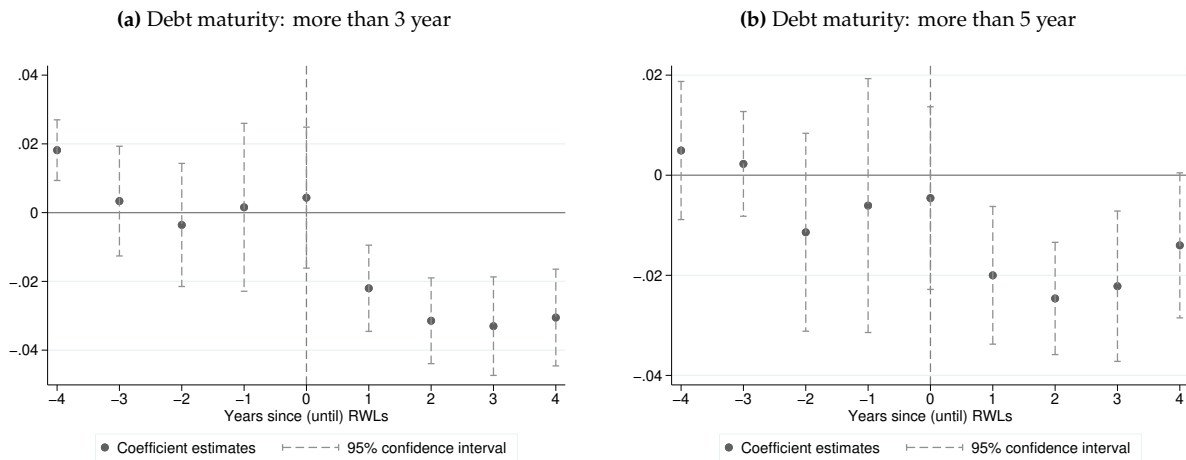 (a) Debt maturity: more than 3 year
.04
.02
0
−.02
−.04
−4 −3 −2 −1 0 1 2 3 4
Years since (until) RWLs
Coefficient estimates 95% confidence interval
(b) Debt maturity: more than 5 year
.02
0
−.02
−.04
−4 −3 −2 −1 0 1 2 3 4
Years since (until) RWLs
Coefficient estimates 95% confidence interval